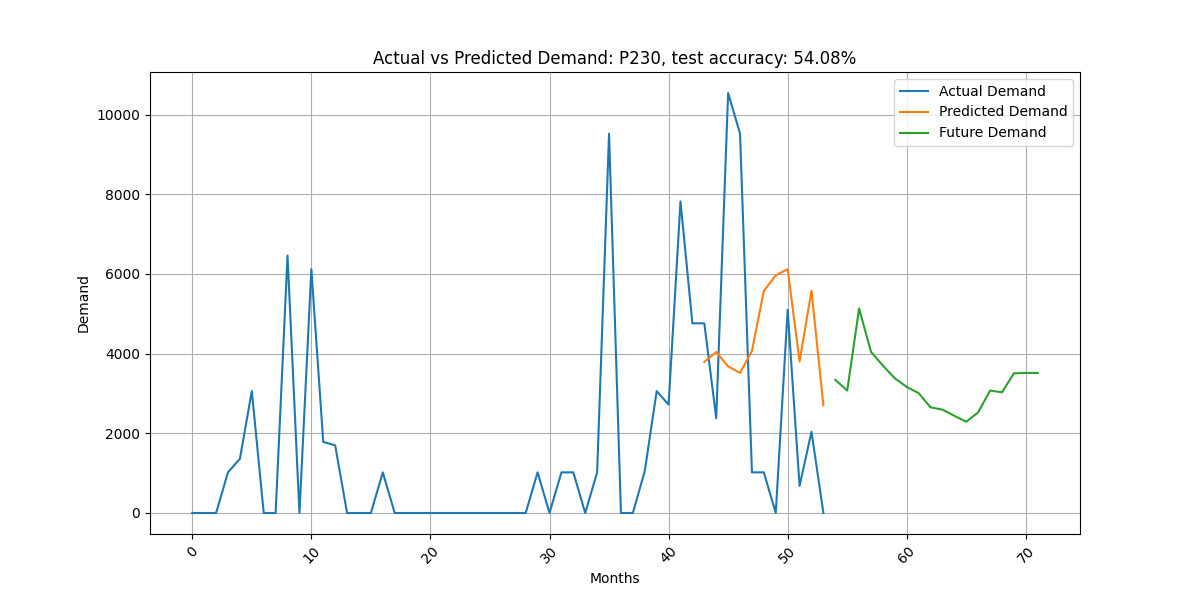 Actual vs Predicted Demand: P230, test accuracy: 54.08%
Actual Demand
Predicted Demand
Future Demand
10000
8000
6000
4000
2000
0
Demand
0
10
20
30
40
50
60
70
Months